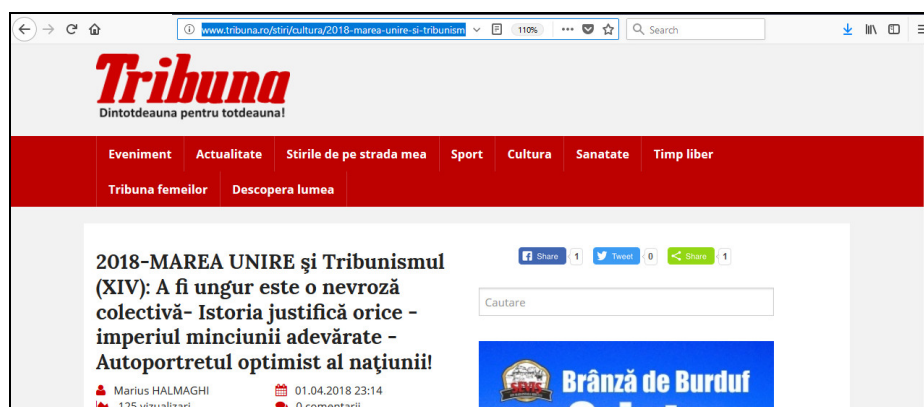 www.tribuna.ro/stiri/cultura/2018-marea-unire-si-tribunism
110%
Search
Tribuna
Dintotdeauna pentru totdeauna!
Eveniment Actualitate Stirile de pe strada mea Sport Cultura Sanatate Timp liber
Tribuna femeilor Descopera lumea
2018-MAREA UNIRE şi Tribunismul
(XIV): A fi ungur este o nevroză
colectivă- Istoria justifică orice -
imperiul minciunii adevărate -
Autoportretul optimist al naţiunii!
Marius HALMAGHI 01.04.2018 23:14
125 vizualizari 0 comentarii
Share 1 Tweet 0 Share 1
Cautare
Brânză de Burduf